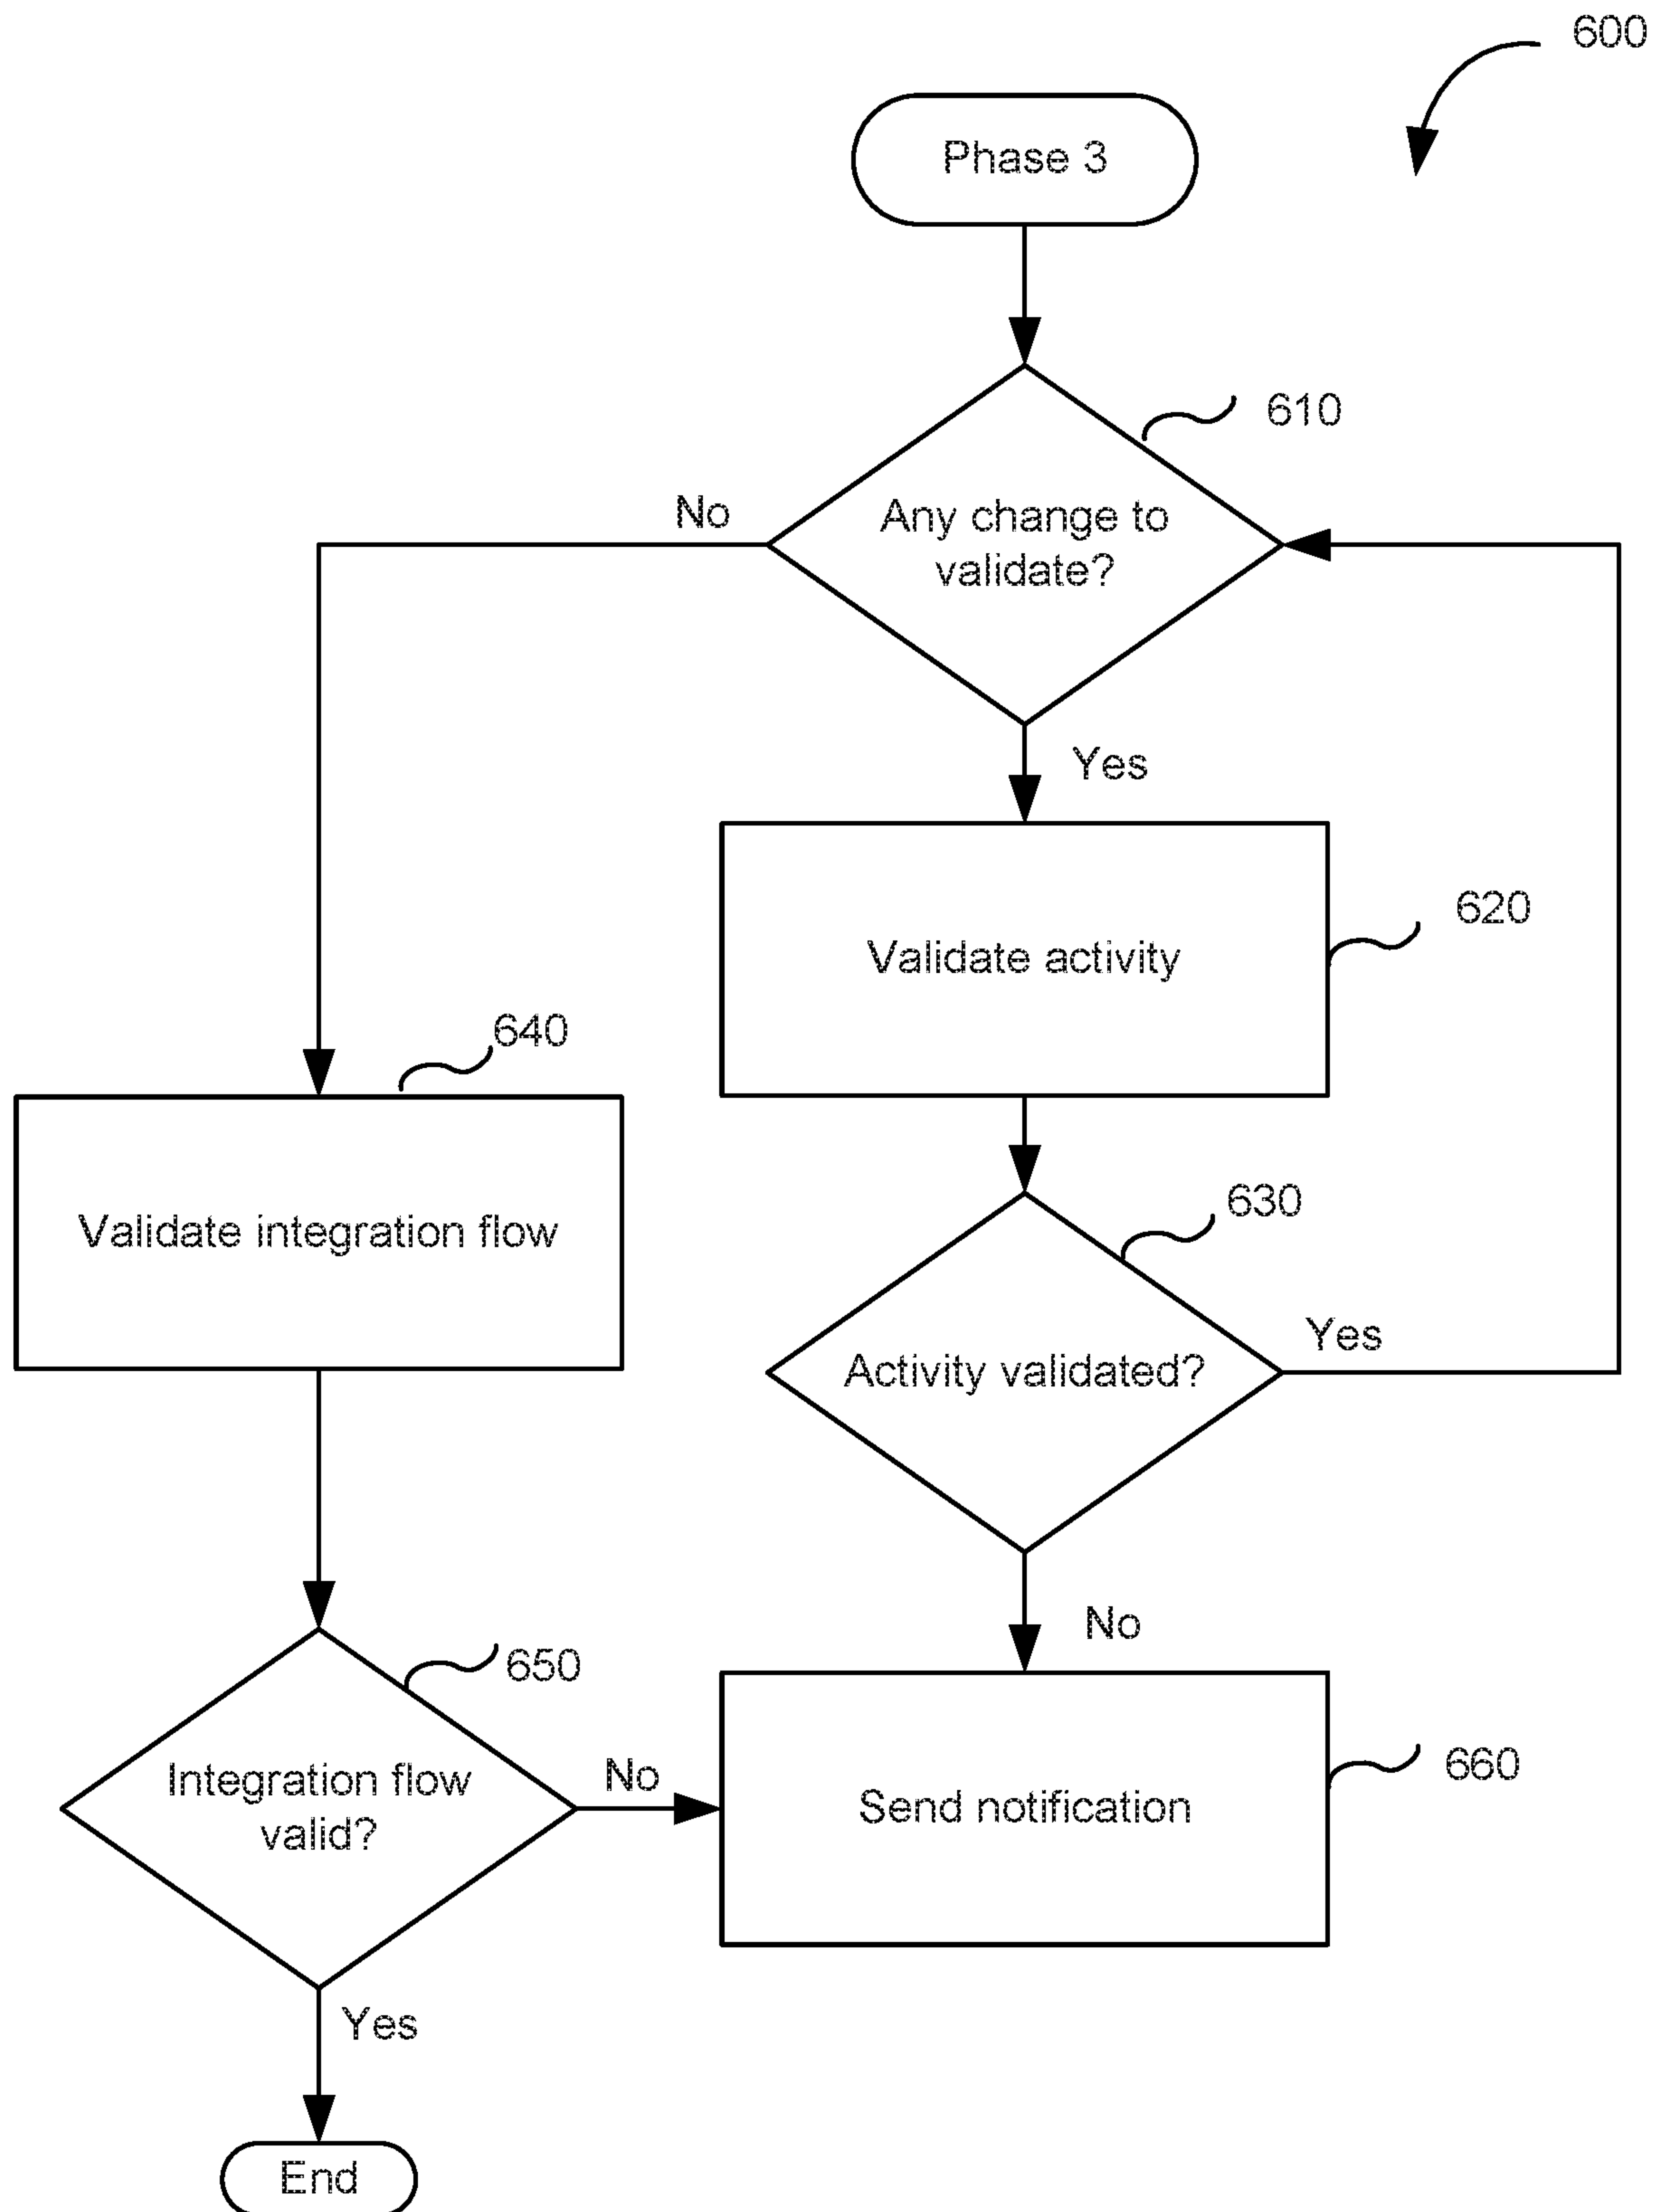 600
Phase 3
610
No
Any change to
validate?
Yes
620
Validate activity
640
630
Validate integration flow
Yes
Activity validated?
No
650
660
Integration flow
valid?
No
Send notification
Yes
End